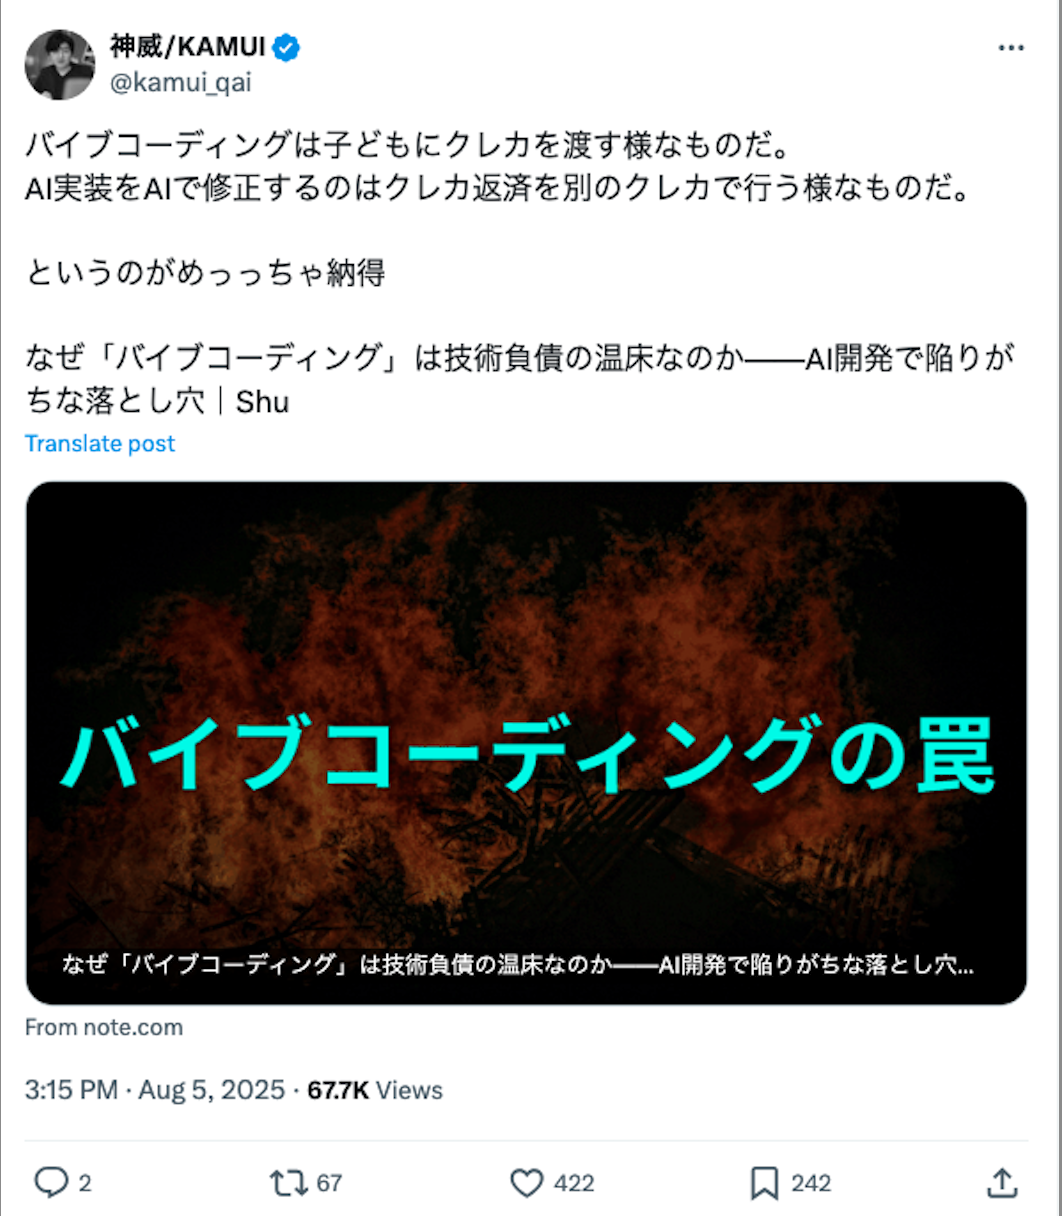 神威/KAMUI
@kamui_qai
バイブコーディングは子どもにクレカを渡す様なものだ。
AI実装をAIで修正するのはクレカ返済を別のクレカで行う様なものだ。
というのがめっっちゃ納得
なぜ「バイブコーディング」は技術負債の温床なのか——AI開発で陥りが
ちな落とし穴｜Shu
Translate post
バイブコーディングの罠
なぜ「バイブコーディング」は技術負債の温床なのか——AI開発で陥りがちな落とし穴...
From note.com
3:15 PM · Aug 5, 2025 · 67.7K Views
2 67 422 242